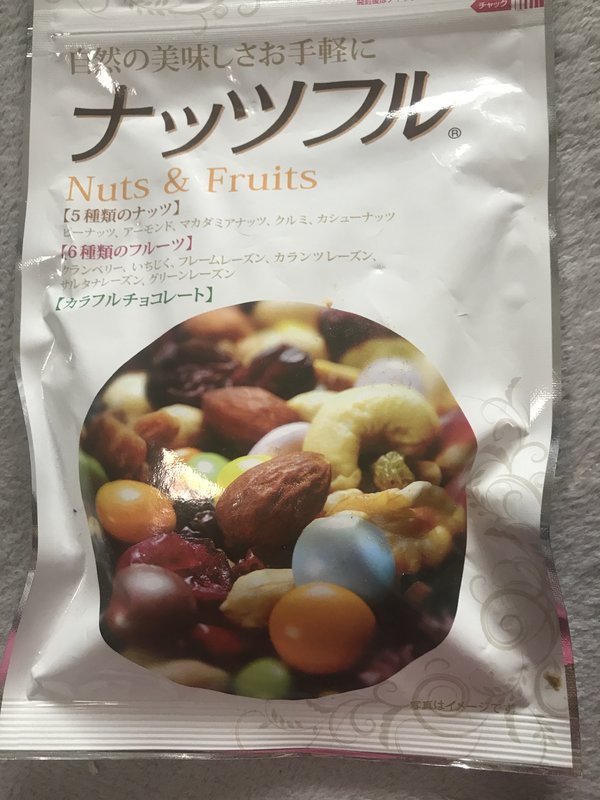 チャック
自然の美味しさお手軽に
ナッツフル®
Nuts & Fruits
【5種類のナッツ】
ピーナッツ、アーモンド、マカダミアナッツ、クルミ、カシューナッツ
【6種類のフルーツ】
クランベリー、いちじく、フレームレーズン、カランツレーズン、
サルタナレーズン、グリーンレーズン
【カラフルチョコレート】
写真はイメージです